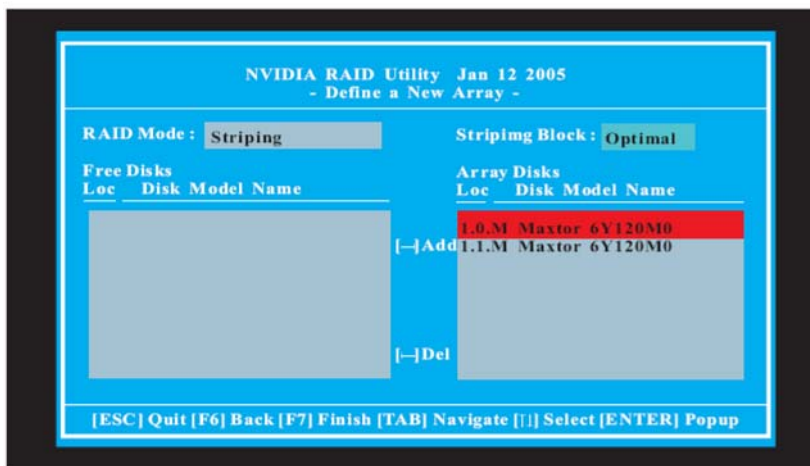 NVIDIA RAID Utility Jan 12 2005
- Define a New Array -
RAID Mode : Striping Stripimg Block : Optimal
Free Disks Array Disks
Loc Disk Model Name Loc Disk Model Name
1.0.M Maxtor 6Y120M0
[—]Add 1.1.M Maxtor 6Y120M0
[—]Del
[ESC] Quit [F6] Back [F7] Finish [TAB] Navigate [↑↓] Select [ENTER] Popup